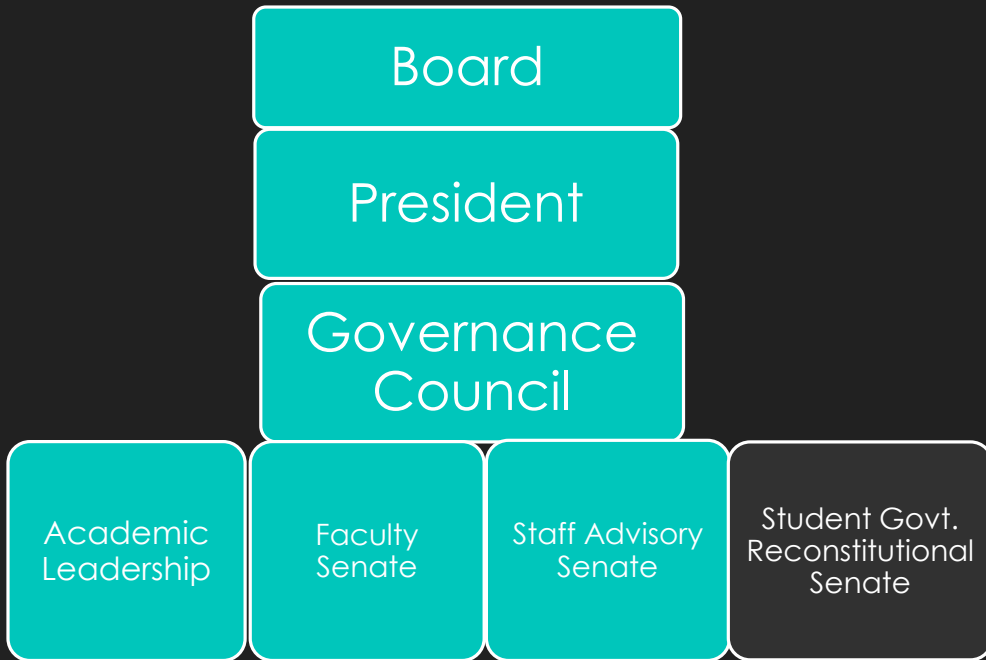 Board
President
Governance
Council
Academic
Leadership
Faculty
Senate
Staff Advisory
Senate
Student Govt.
Reconstitutional
Senate